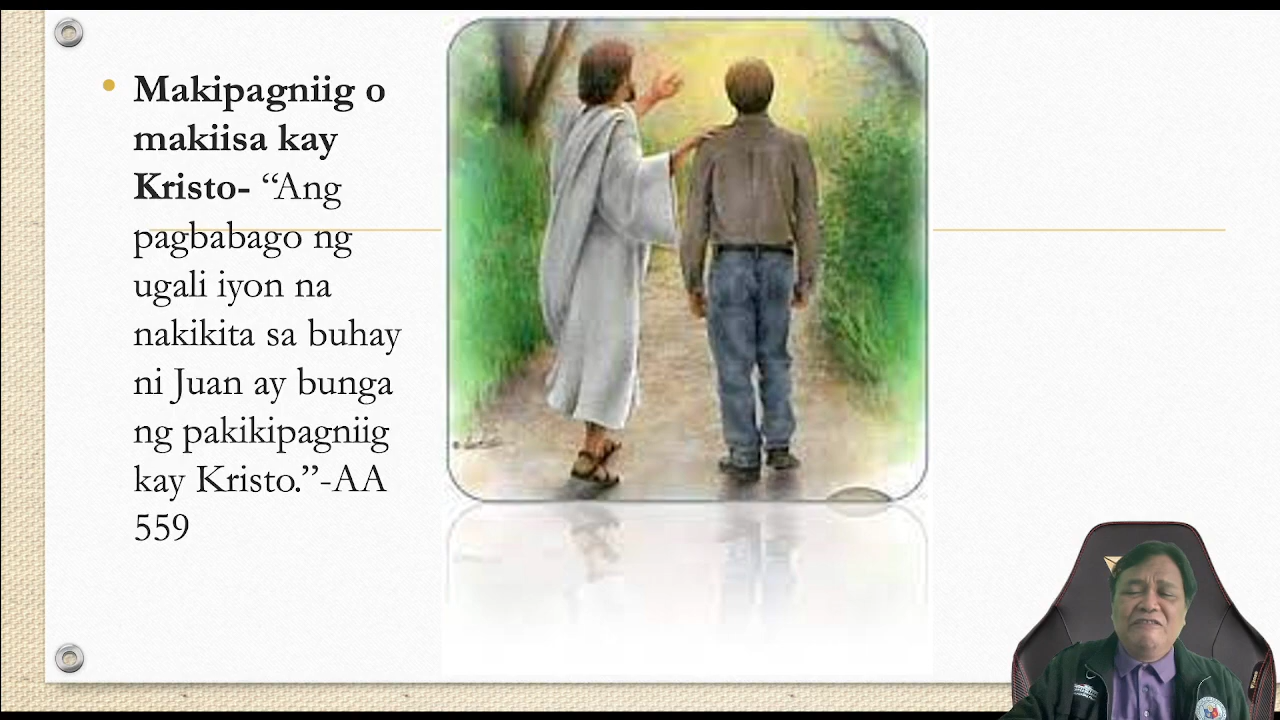 Makipagniig o
makiisa kay
Kristo- “Ang
pagbabago ng
ugali iyon na
nakikita sa buhay
ni Juan ay bunga
ng pakikipagniig
kay Kristo.”-AA
559